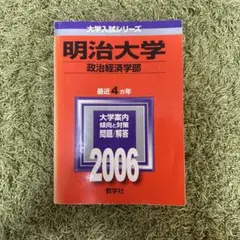 大学入試シリーズ
明治大学
政治経済学部
最近4カ年
大学案内
傾向と対策
問題/解答
2006
教学社